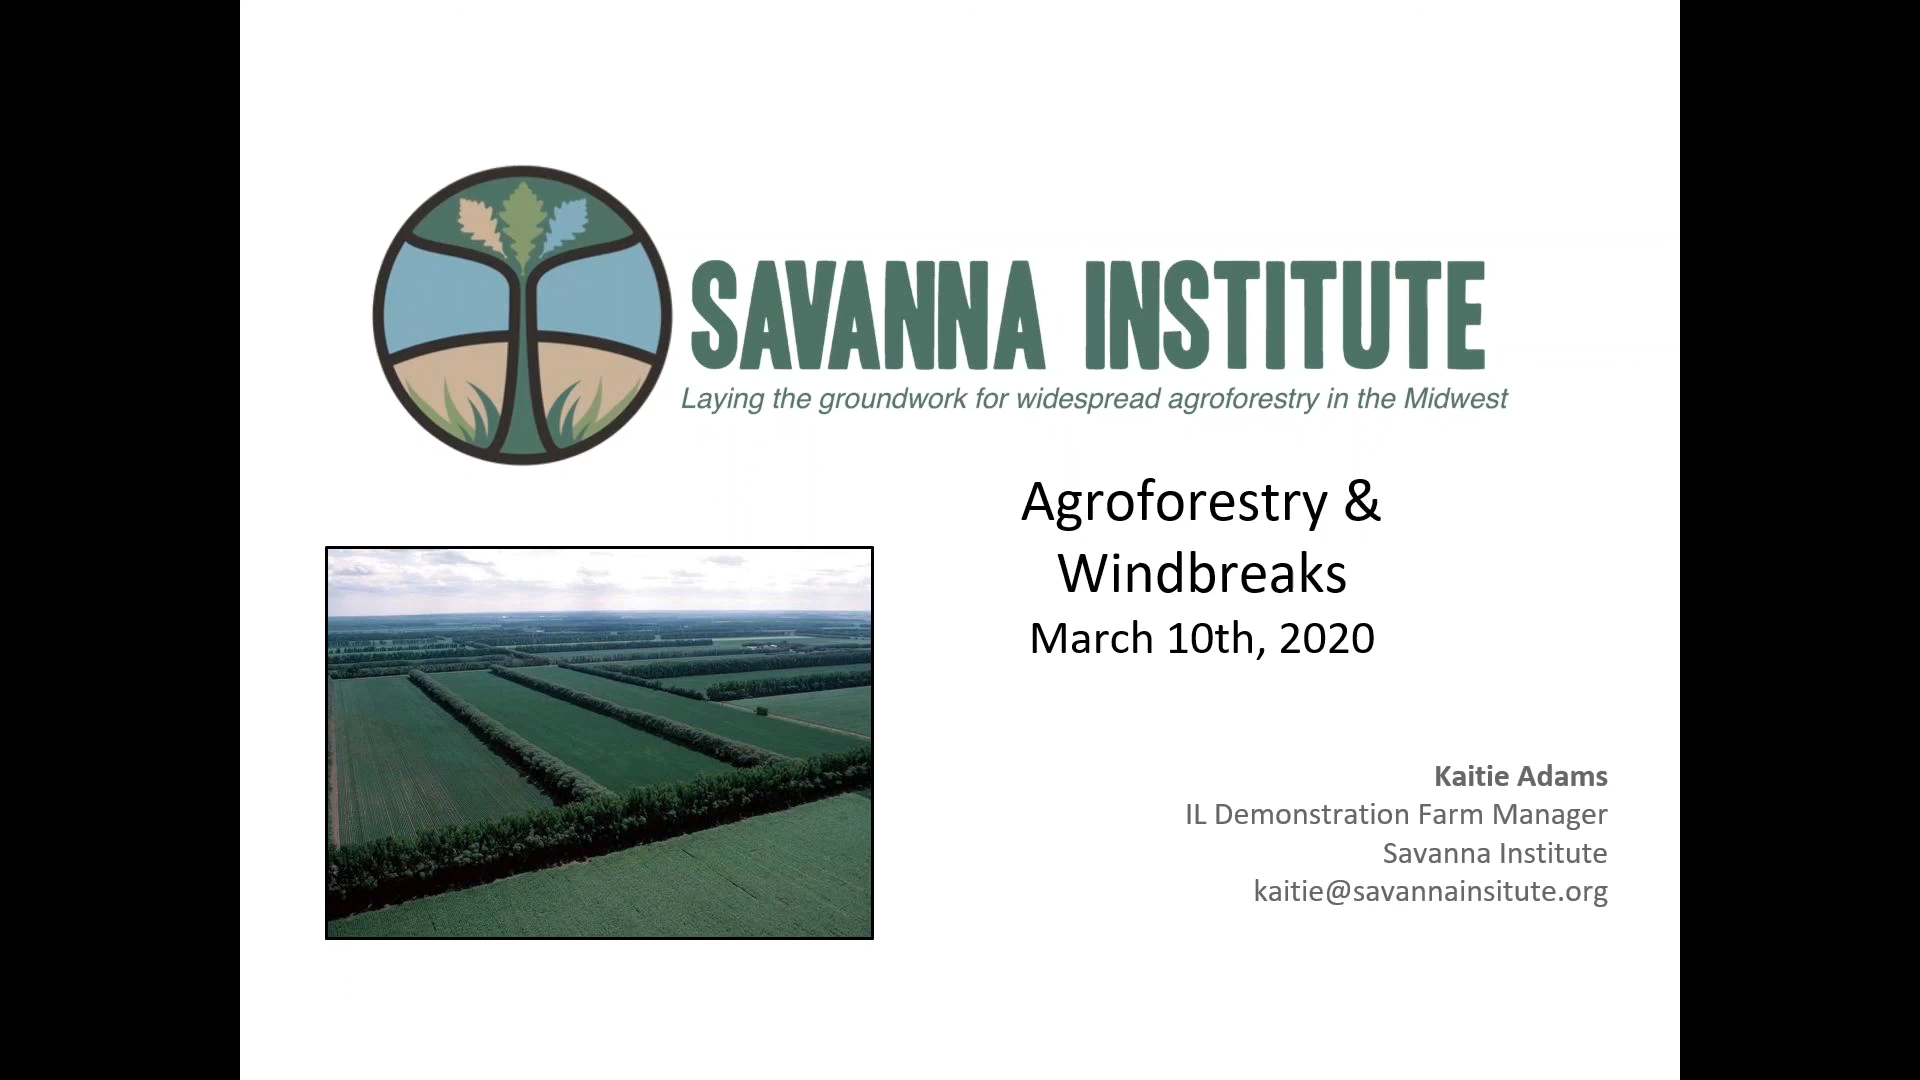 SAVANNA INSTITUTE
Laying the groundwork for widespread agroforestry in the Midwest
Agroforestry &
Windbreaks
March 10th, 2020
Kaitie Adams
IL Demonstration Farm Manager
Savanna Institute
kaitie@savannainsitute.org